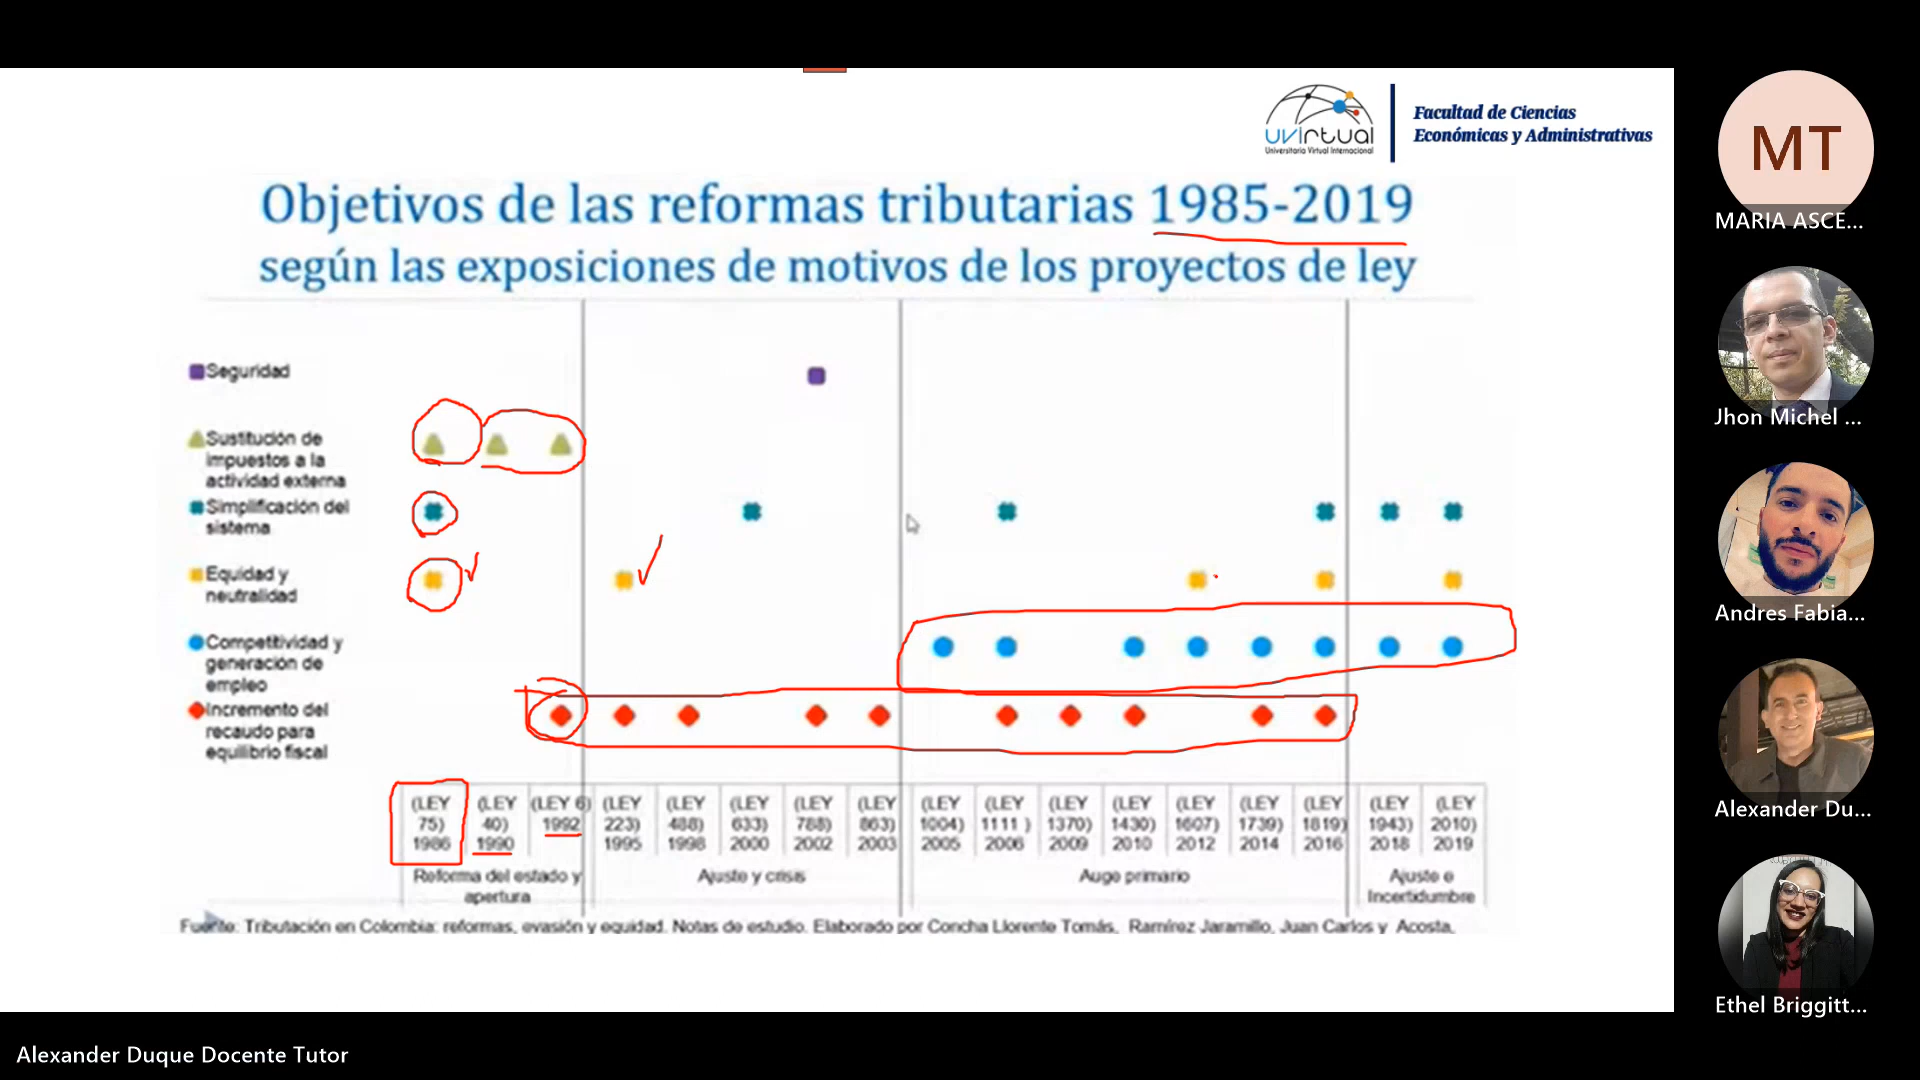 uvirtual
Universitaria Virtual Internacional
Facultad de Ciencias
Económicas y Administrativas
Objetivos de las reformas tributarias 1985-2019
según las exposiciones de motivos de los proyectos de ley
Seguridad
Sustitución de
impuestos a la
actividad externa
Simplificación del
sistema
Equidad y
neutralidad
Competitividad y
generación de
empleo
Incremento del
recaudo para
equilibrio fiscal
(LEY 75) 1986
(LEY 40) 1990
(LEY 6) 1992
(LEY 223) 1995
(LEY 488) 1998
(LEY 633) 2000
(LEY 788) 2002
(LEY 863) 2003
(LEY 1004) 2005
(LEY 1111 ) 2006
(LEY 1370) 2009
(LEY 1430) 2010
(LEY 1607) 2012
(LEY 1739) 2014
(LEY 1819) 2016
(LEY 1943) 2018
(LEY 2010) 2019
Reforma del estado y
apertura
Ajuste y crisis
Auge primario
Ajuste e
Incertidumbre
Fuente: Tributación en Colombia: reformas, evasión y equidad. Notas de estudio. Elaborado por Concha Llorente Tomás, Ramírez Jaramillo, Juan Carlos y Acosta,
MT
MARIA ASCE...
Jhon Michel ...
Andres Fabia...
Alexander Du...
Ethel Briggitt...
Alexander Duque Docente Tutor